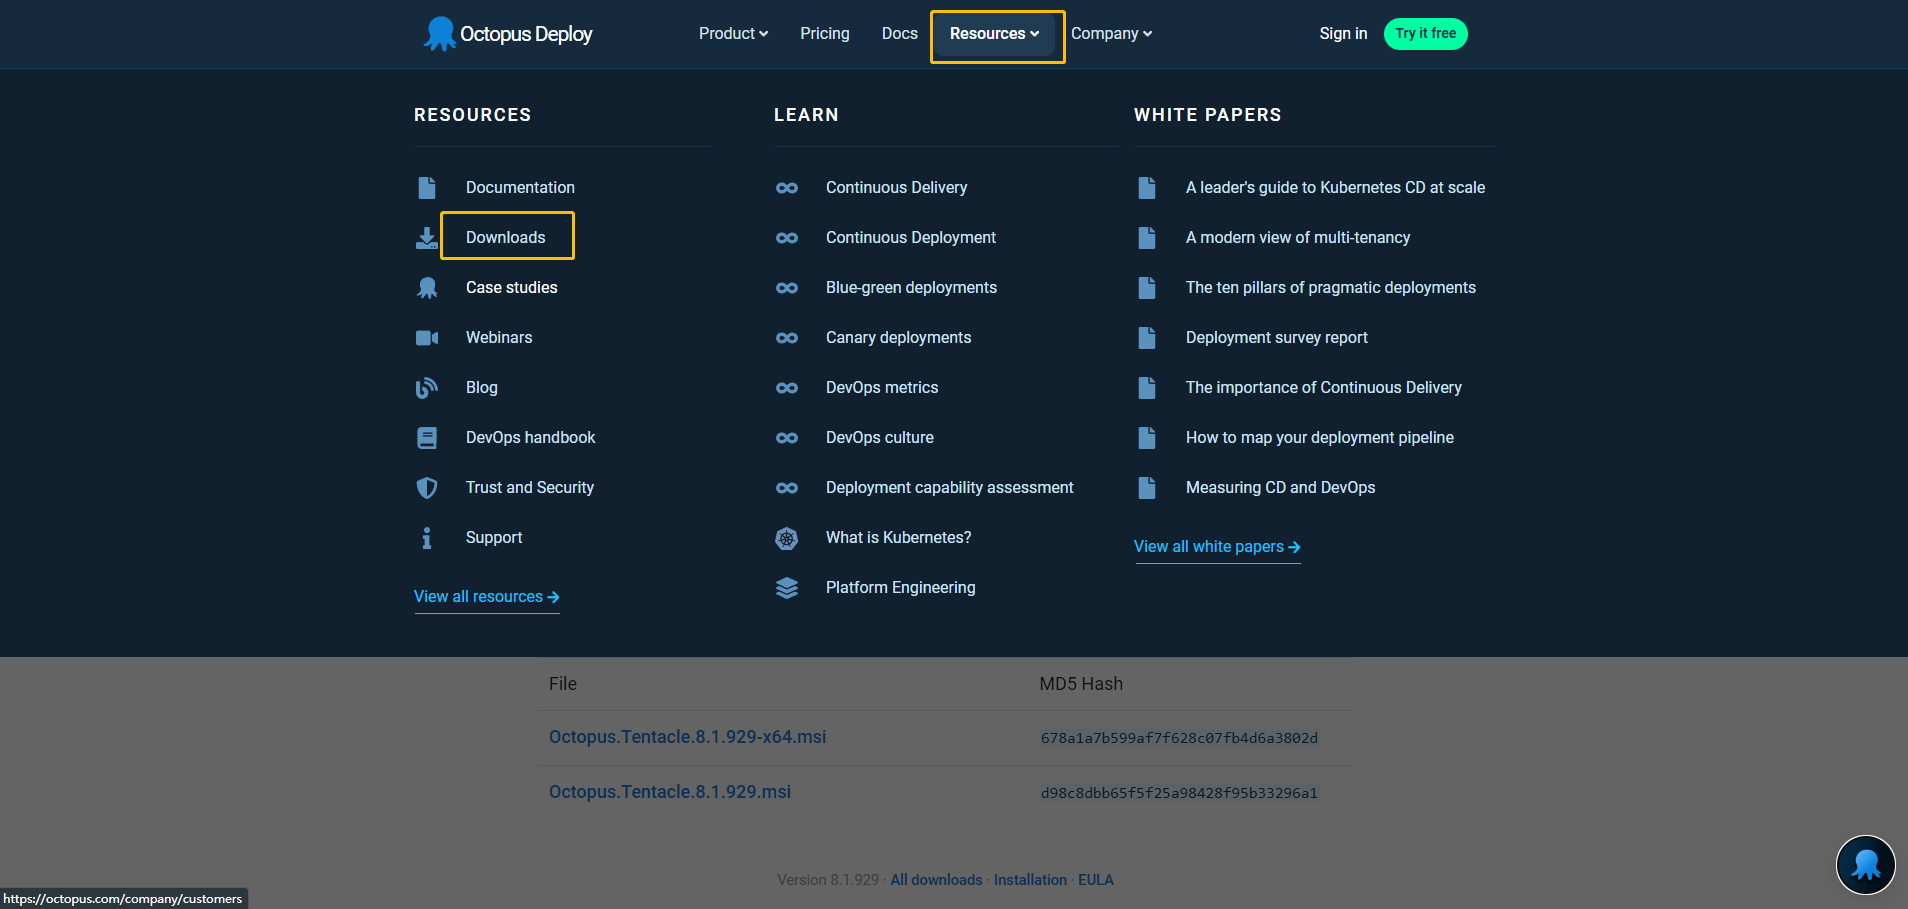 Octopus Deploy
Product
Pricing
Docs
Resources
Company
Sign in
Try it free
RESOURCES
Documentation
Downloads
Case studies
Webinars
Blog
DevOps handbook
Trust and Security
Support
View all resources
LEARN
Continuous Delivery
Continuous Deployment
Blue-green deployments
Canary deployments
DevOps metrics
DevOps culture
Deployment capability assessment
What is Kubernetes?
Platform Engineering
WHITE PAPERS
A leader's guide to Kubernetes CD at scale
A modern view of multi-tenancy
The ten pillars of pragmatic deployments
Deployment survey report
The importance of Continuous Delivery
How to map your deployment pipeline
Measuring CD and DevOps
View all white papers
File MD5 Hash
Octopus.Tentacle.8.1.929-x64.msi 678a1a7b599af7f628c07fb4d6a3802d
Octopus.Tentacle.8.1.929.msi d98c8dbb65f5f25a98428f95b33296a1
Version 8.1.929 · All downloads · Installation · EULA
https://octopus.com/company/customers